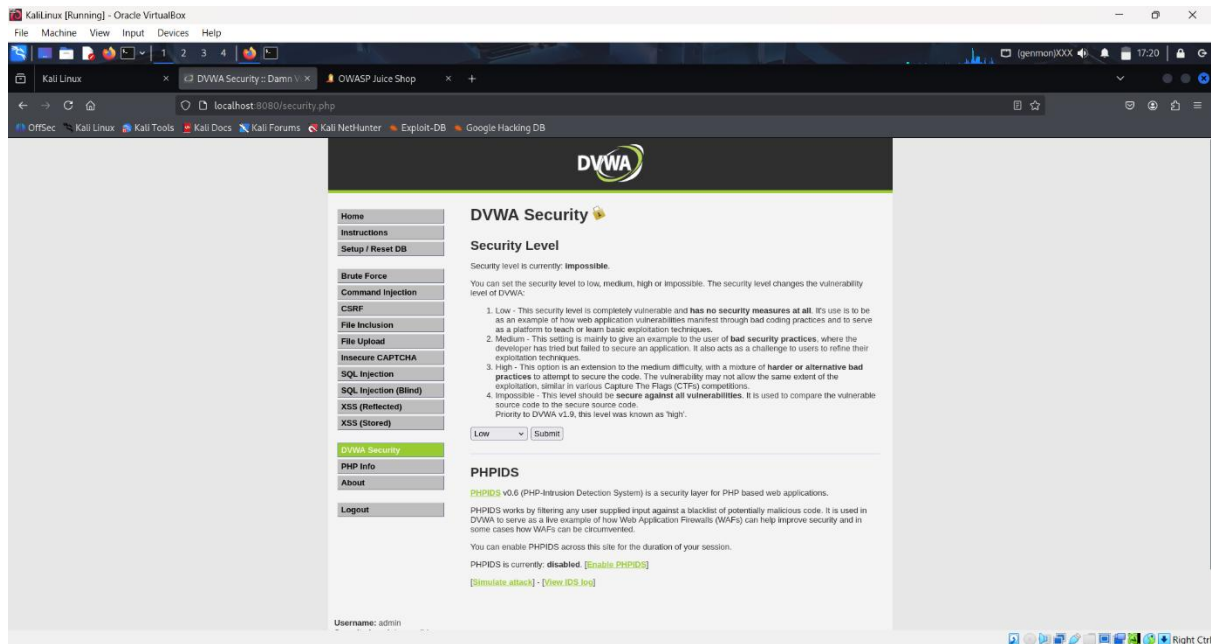 KaliLinux [Running] - Oracle VirtualBox
File Machine View Input Devices Help
1 2 3 4
(genmon)XXX 17:20
Kali Linux
DVWA Security :: Damn V
OWASP Juice Shop
localhost:8080/security.php
OffSec Kali Linux Kali Tools Kali Docs Kali Forums Kali NetHunter Exploit-DB Google Hacking DB
DVWA
Home
Instructions
Setup / Reset DB
Brute Force
Command Injection
CSRF
File Inclusion
File Upload
Insecure CAPTCHA
SQL Injection
SQL Injection (Blind)
XSS (Reflected)
XSS (Stored)
DVWA Security
PHP Info
About
Logout
DVWA Security
Security Level
Security level is currently: impossible.
You can set the security level to low, medium, high or impossible. The security level changes the vulnerability
level of DVWA:
1. Low - This security level is completely vulnerable and has no security measures at all. It's use is to be
as an example of how web application vulnerabilities manifest through bad coding practices and to serve
as a platform to teach or learn basic exploitation techniques.
2. Medium - This setting is mainly to give an example to the user of bad security practices, where the
developer has tried but failed to secure an application. It also acts as a challenge to users to refine their
exploitation techniques.
3. High - This option is an extension to the medium difficulty, with a mixture of harder or alternative bad
practices to attempt to secure the code. The vulnerability may not allow the same extent of the
exploitation, similar in various Capture The Flags (CTFs) competitions.
4. Impossible - This level should be secure against all vulnerabilities. It is used to compare the vulnerable
source code to the secure source code.
Priority to DVWA v1.9, this level was known as 'high'.
Low Submit
PHPIDS
PHPIDS v0.6 (PHP-Intrusion Detection System) is a security layer for PHP based web applications.
PHPIDS works by filtering any user supplied input against a blacklist of potentially malicious code. It is used in
DVWA to serve as a live example of how Web Application Firewalls (WAFs) can help improve security and in
some cases how WAFs can be circumvented.
You can enable PHPIDS across this site for the duration of your session.
PHPIDS is currently: disabled. [Enable PHPIDS]
[Simulate attack] - [View IDS log]
Username: admin
Right Ctrl